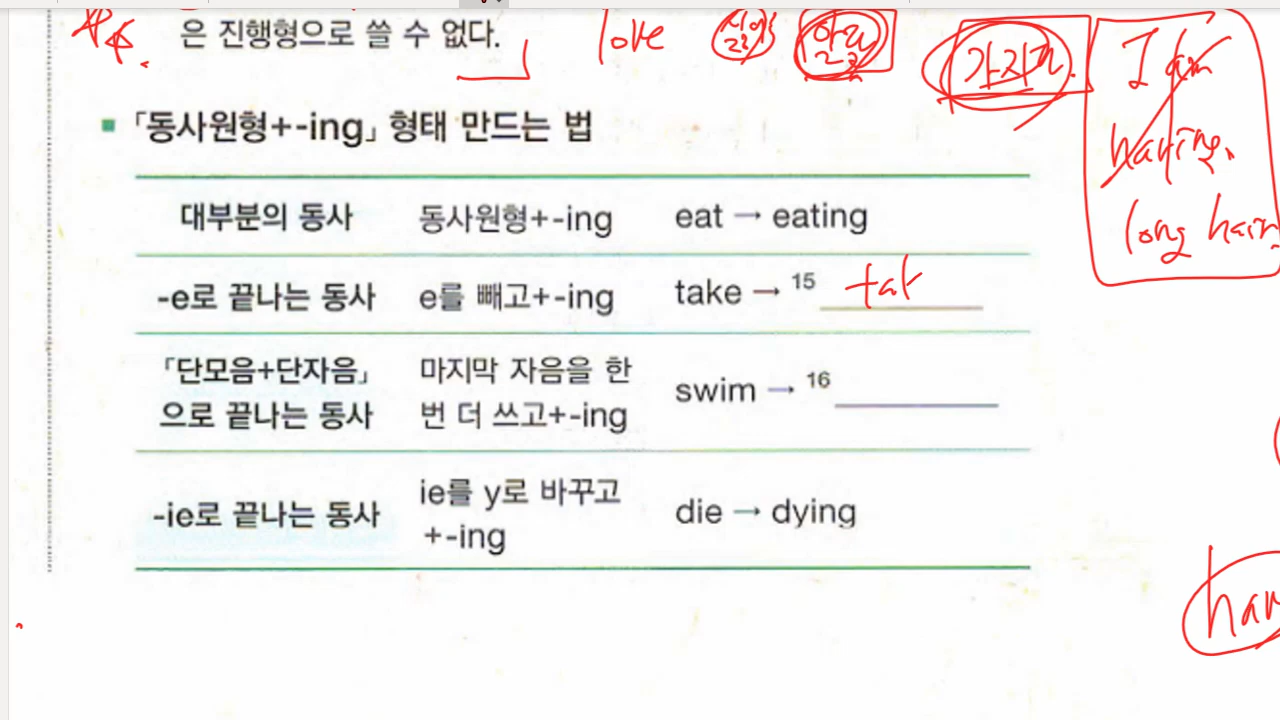 은 진행형으로 쓸 수 없다.
love
가지고
I am
having
long hair
「동사원형+-ing」 형태 만드는 법
대부분의 동사 동사원형+-ing eat → eating
-e로 끝나는 동사 e를 빼고+-ing take → 15 tak
「단모음+단자음」 마지막 자음을 한
으로 끝나는 동사 번 더 쓰고+-ing swim → 16
-ie로 끝나는 동사 ie를 y로 바꾸고
+-ing die → dying